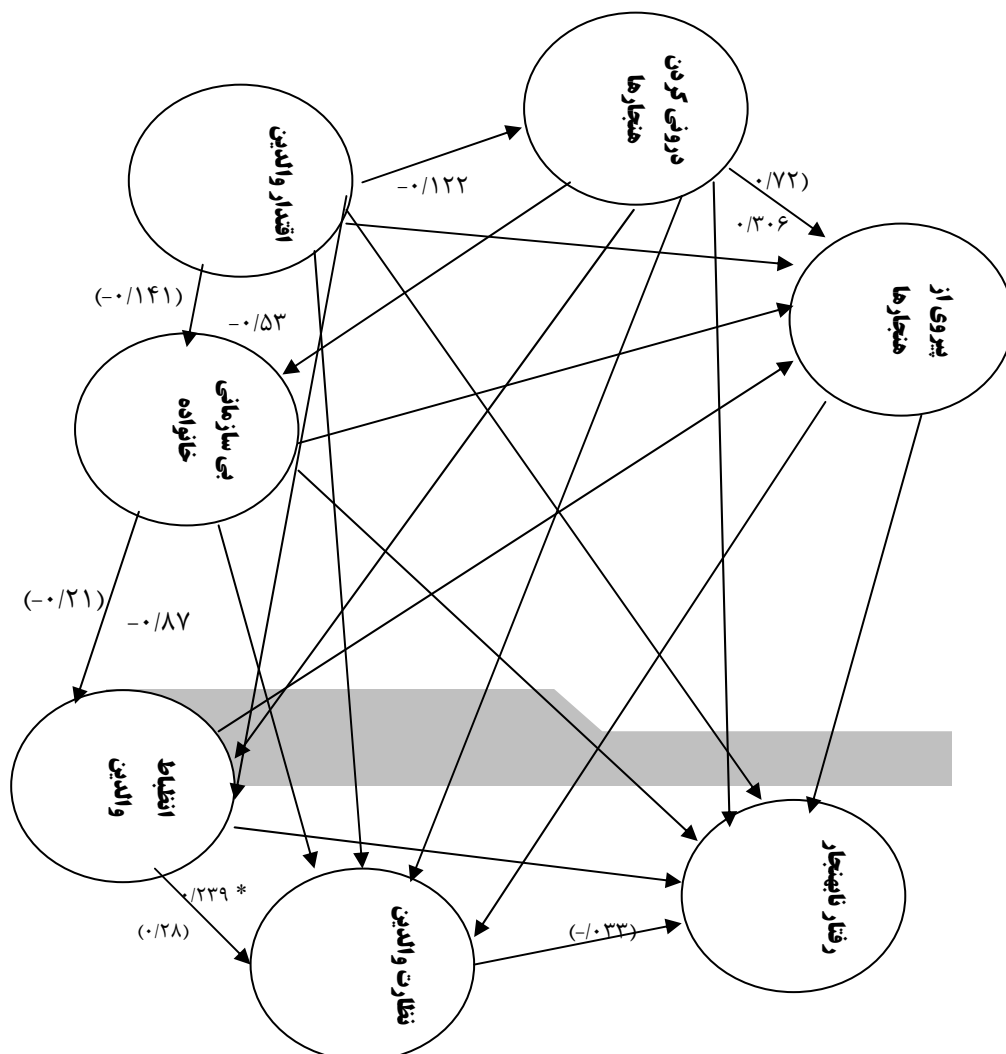 درونی کردن
هنجارها
اقتدار والدین
-۰/۱۲۲
۰/۷۲)
۰/۳۰۶
پیروی از
هنجارها
(-۰/۱۴۱)
-۰/۵۳
بی سازمانی
خانواده
(-۰/۲۱)
-۰/۸۷
انظباط
والدین
۰/۲۳۹ *
(۰/۲۸)
نظارت والدین
(-/۰۳۳)
رفتار نابهنجار